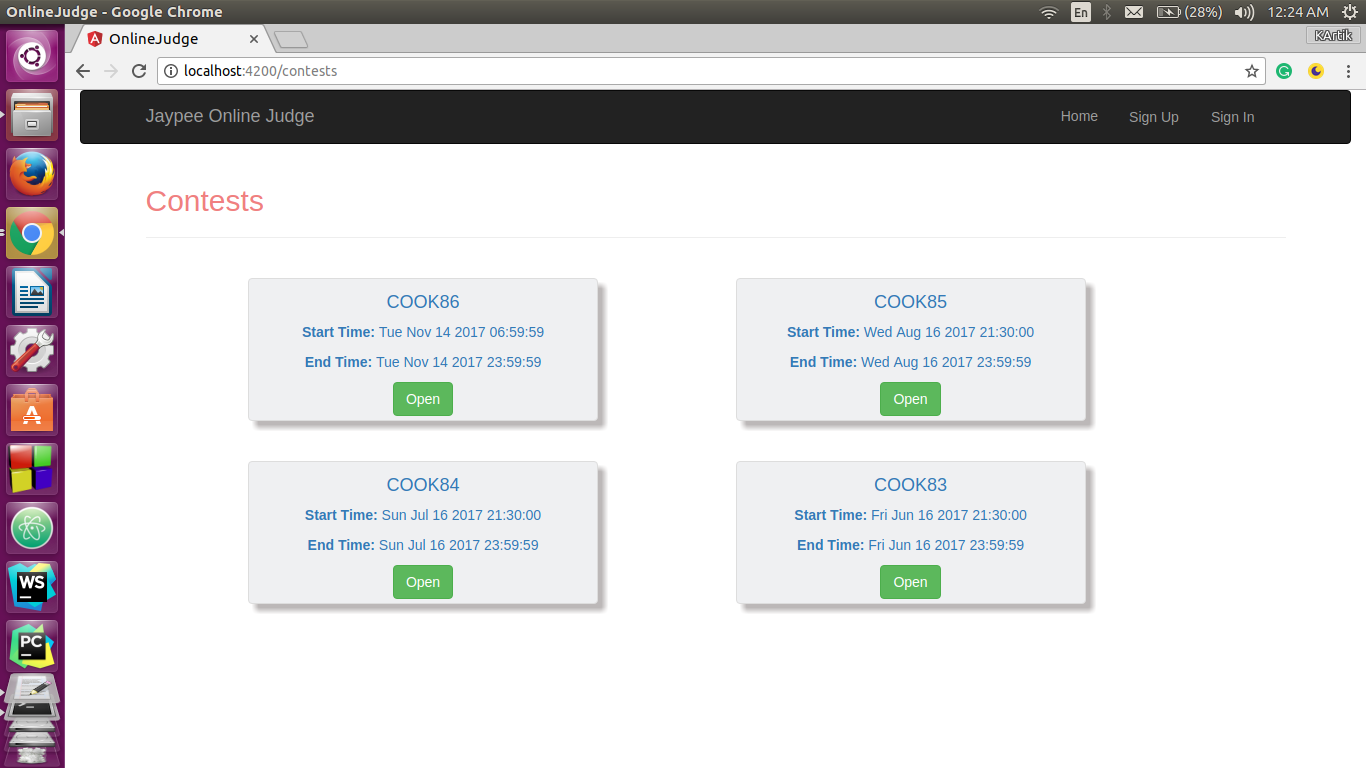 OnlineJudge - Google Chrome
En
(28%)
12:24 AM
OnlineJudge
KArtik
localhost:4200/contests
Jaypee Online Judge
Home
Sign Up
Sign In
Contests
COOK86
Start Time: Tue Nov 14 2017 06:59:59
End Time: Tue Nov 14 2017 23:59:59
Open
COOK85
Start Time: Wed Aug 16 2017 21:30:00
End Time: Wed Aug 16 2017 23:59:59
Open
COOK84
Start Time: Sun Jul 16 2017 21:30:00
End Time: Sun Jul 16 2017 23:59:59
Open
COOK83
Start Time: Fri Jun 16 2017 21:30:00
End Time: Fri Jun 16 2017 23:59:59
Open
WS
PC